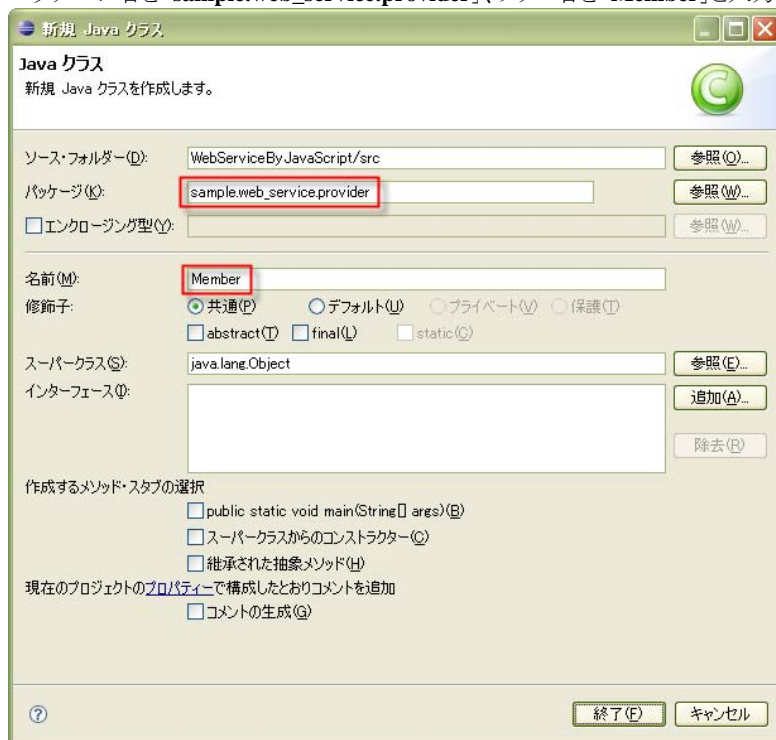 sample.web_service.provider
Member
新規 Java クラス
Java クラス
新規 Java クラスを作成します。
ソース・フォルダー(D): WebServiceByJavaScript/src 参照(O)...
パッケージ(K): sample.web_service.provider 参照(W)...
エンクロージング型(Y): 参照(W)...
名前(M): Member
修飾子: 共通(P) デフォルト(U) プライベート(V) 保護(T)
abstract(T) final(L) static(C)
スーパークラス(S): java.lang.Object 参照(E)...
インターフェース(I): 追加(A)...
除去(R)
作成するメソッド・スタブの選択
public static void main(String[] args)(B)
スーパークラスからのコンストラクター(C)
継承された抽象メソッド(H)
現在のプロジェクトのプロパティーで構成したとおりコメントを追加
コメントの生成(G)
終了(F) キャンセル